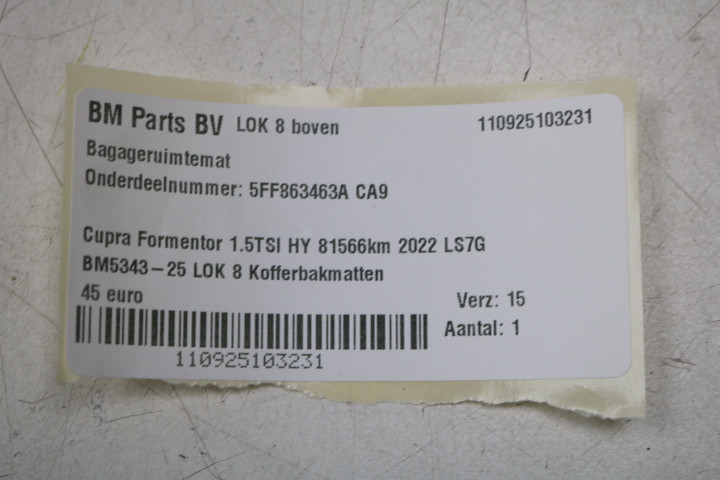 BM Parts BV LOK 8 boven 110925103231
Bagageruimtemat
Onderdeelnummer: 5FF863463A CA9
Cupra Formentor 1.5TSI HY 81566km 2022 LS7G
BM5343-25 LOK 8 Kofferbakmatten
45 euro Verz: 15
Aantal: 1
110925103231